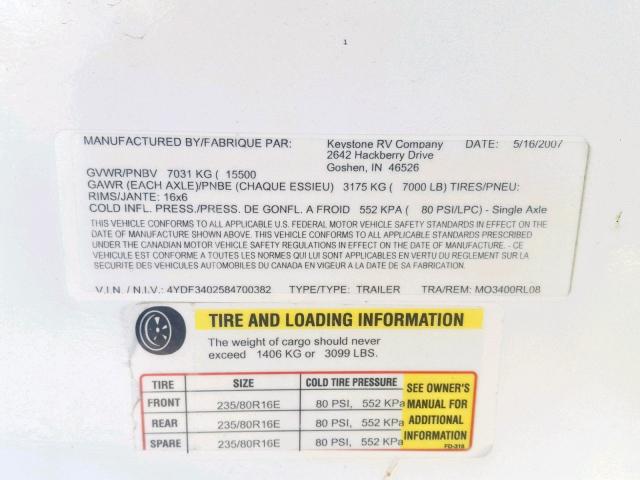 MANUFACTURED BY/FABRIQUE PAR: Keystone RV Company DATE: 5/16/2007
2642 Hackberry Drive
Goshen, IN 46526
GVWR/PNBV 7031 KG ( 15500
GAWR (EACH AXLE)/PNBE (CHAQUE ESSIEU) 3175 KG ( 7000 LB) TIRES/PNEU:
RIMS/JANTE: 16x6
COLD INFL. PRESS./PRESS. DE GONFL. A FROID 552 KPA ( 80 PSI/LPC) - Single Axle
THIS VEHICLE CONFORMS TO ALL APPLICABLE U.S. FEDERAL MOTOR VEHICLE SAFETY STANDARDS IN EFFECT ON
THE DATE OF MANUFACTURE. THIS VEHICLE CONFORMS TO ALL APPLICABLE STANDARDS PRESCRIBED
UNDER THE CANADIAN MOTOR VEHICLE SAFETY REGULATIONS IN EFFECT ON THE DATE OF MANUFACTURE. - CE
VEHICULE EST CONFORME A TOUTES LES NORMES QUI LUI SONT APPLICABLES EN VERTU DU REGLEMENT SUR LA
SECURITE DES VEHICULES AUTOMOBILES DU CANADA EN VIGUEUR A LA DATE DE SA FABRICATION.
V.I.N. / N.I.V.: 4YDF3402584700382 TYPE/TYPE: TRAILER TRA/REM: MO3400RL08
TIRE AND LOADING INFORMATION
The weight of cargo should never
exceed 1406 KG or 3099 LBS.
TIRE SIZE COLD TIRE PRESSURE
FRONT 235/80R16E 80 PSI, 552 KPa
REAR 235/80R16E 80 PSI, 552 KPa
SPARE 235/80R16E 80 PSI, 552 KPa
SEE OWNER'S
MANUAL FOR
ADDITIONAL
INFORMATION
FD-318